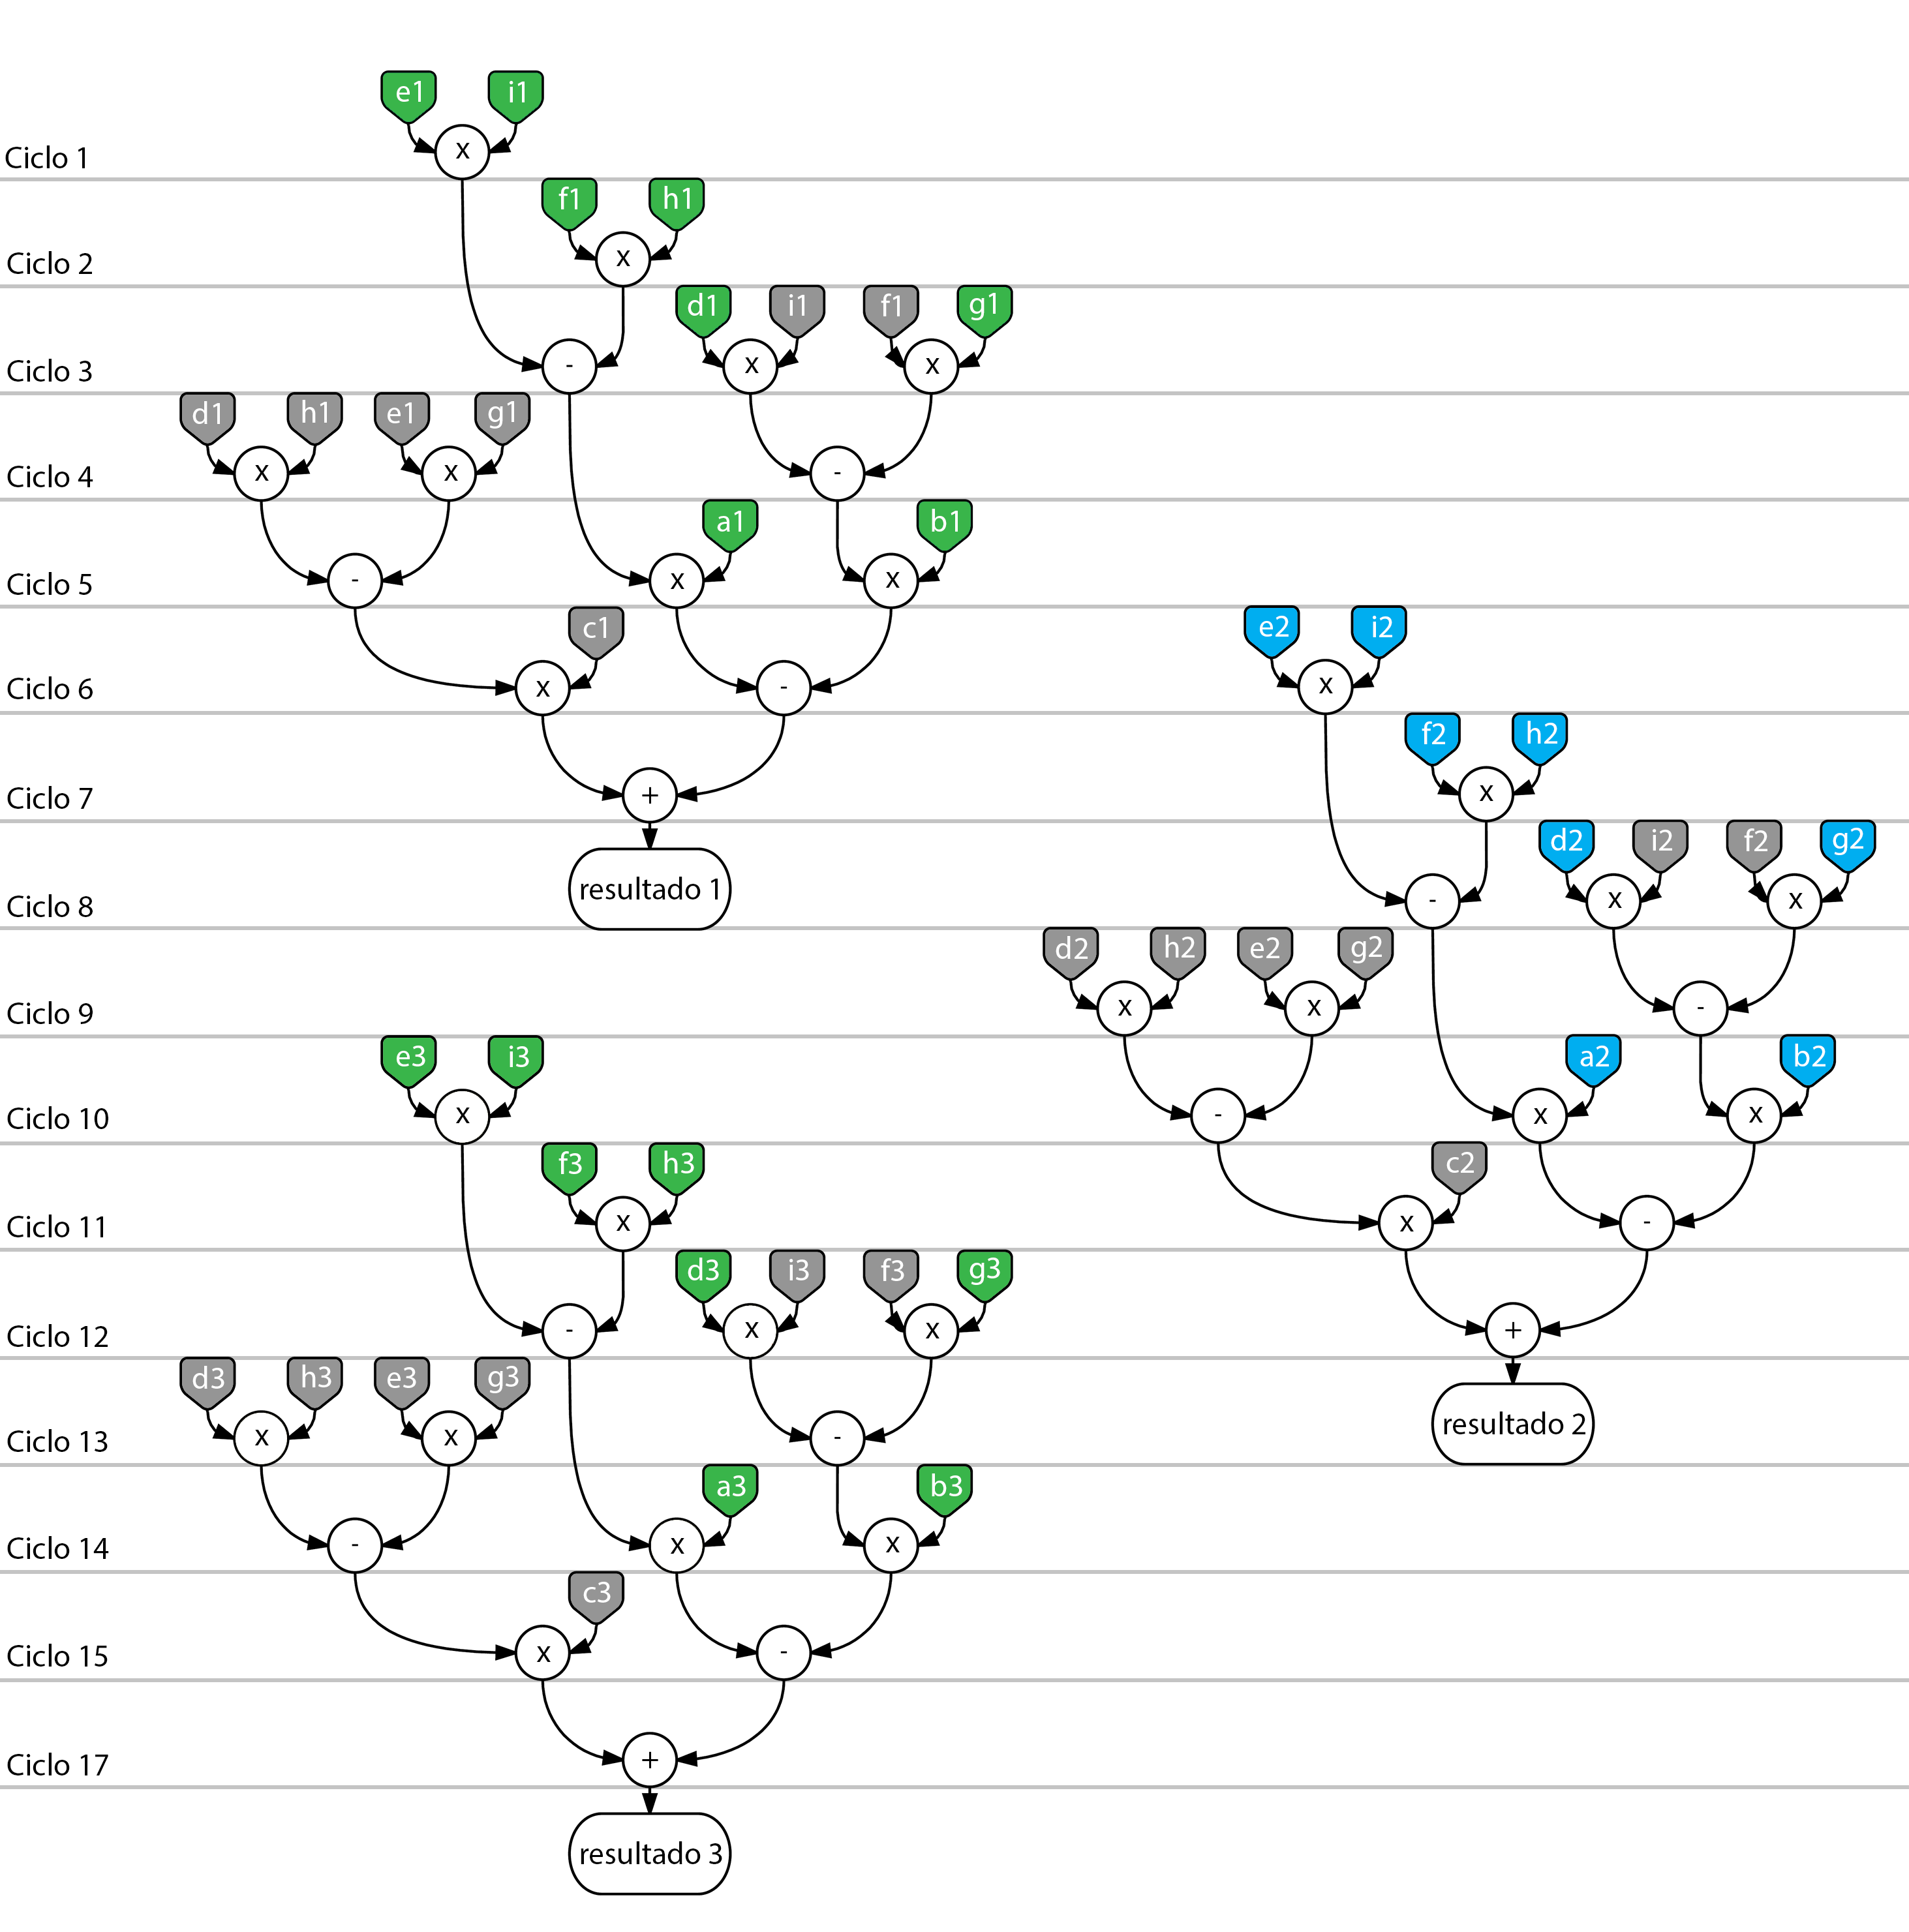 e1 i1
Ciclo 1 x
f1 h1
Ciclo 2 x
d1 i1 f1 g1
Ciclo 3 - x x
d1 h1 e1 g1
Ciclo 4 x x -
a1 b1
Ciclo 5 - x x
c1 e2 i2
Ciclo 6 x - x
f2 h2
Ciclo 7 + x
d2 i2 f2 g2
resultado 1
Ciclo 8 - x x
d2 h2 e2 g2
Ciclo 9 x x -
e3 i3 a2 b2
Ciclo 10 x - x x
f3 h3 c2
Ciclo 11 x x -
d3 i3 f3 g3
Ciclo 12 - x x +
d3 h3 e3 g3
Ciclo 13 x x - resultado 2
a3 b3
Ciclo 14 - x x
c3
Ciclo 15 x -
Ciclo 17 +
resultado 3